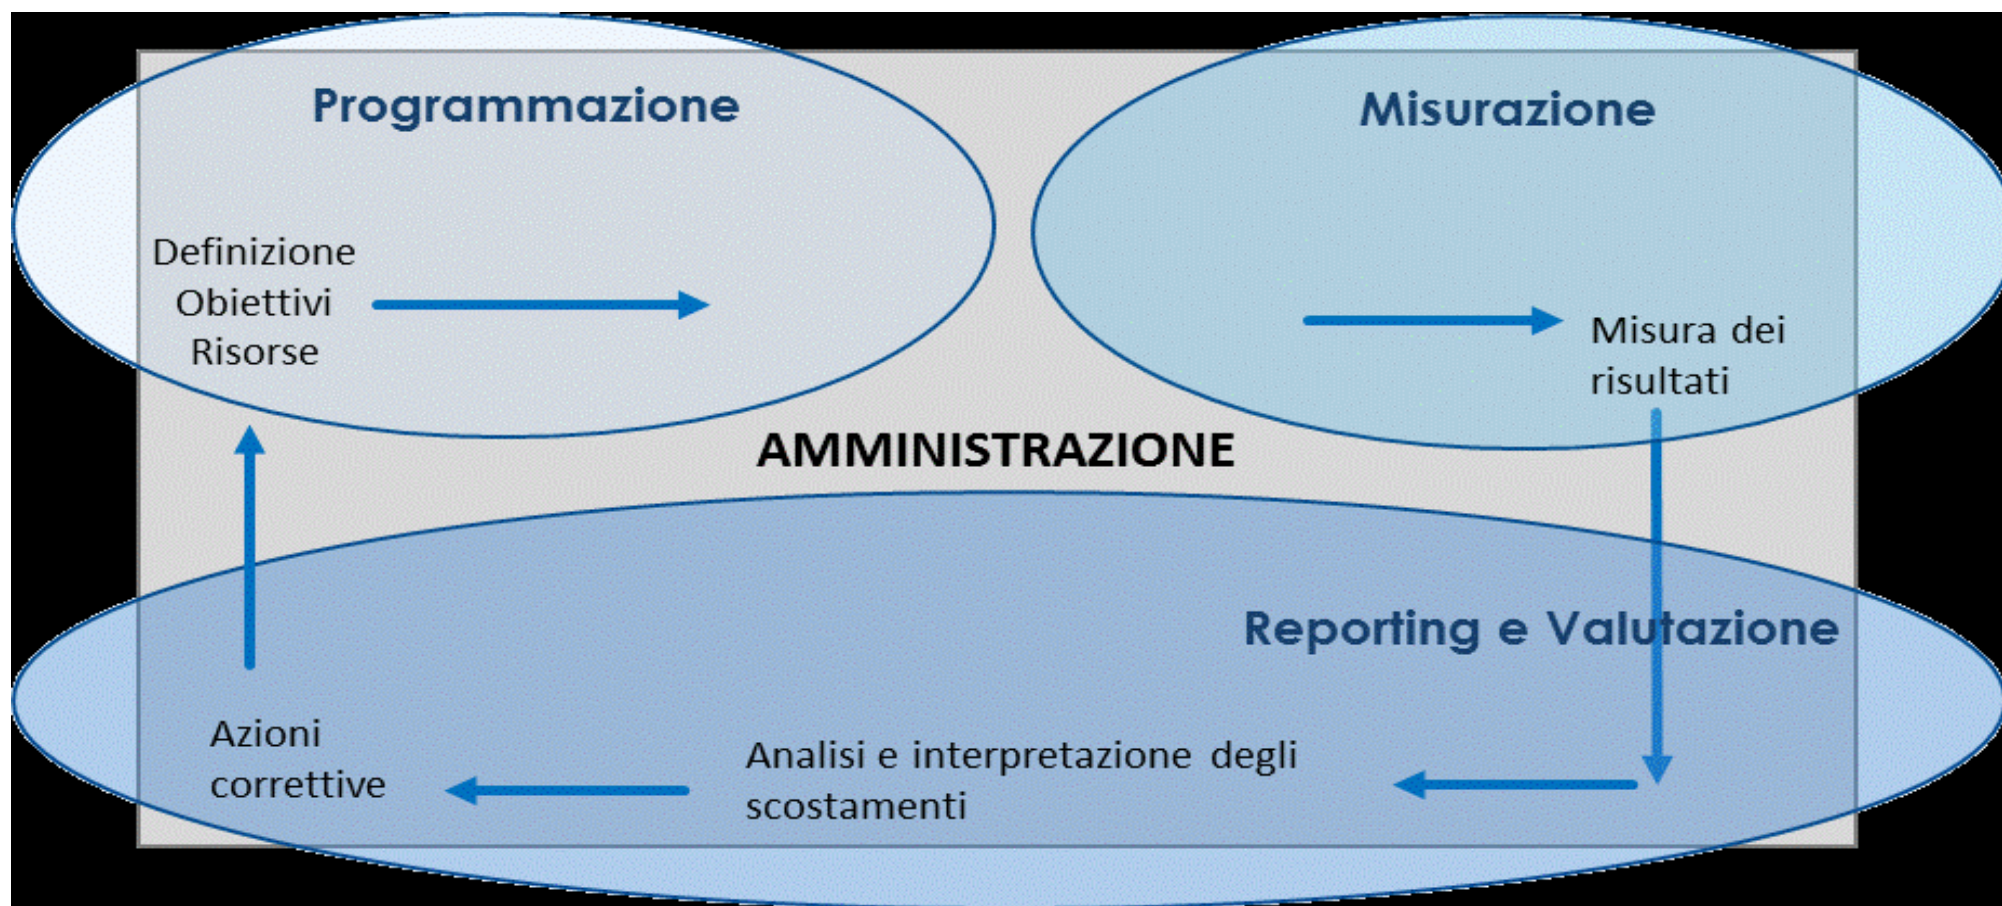 Programmazione
Misurazione
Definizione
Obiettivi
Risorse
Misura dei
risultati
AMMINISTRAZIONE
Reporting e Valutazione
Azioni
correttive
Analisi e interpretazione degli
scostamenti